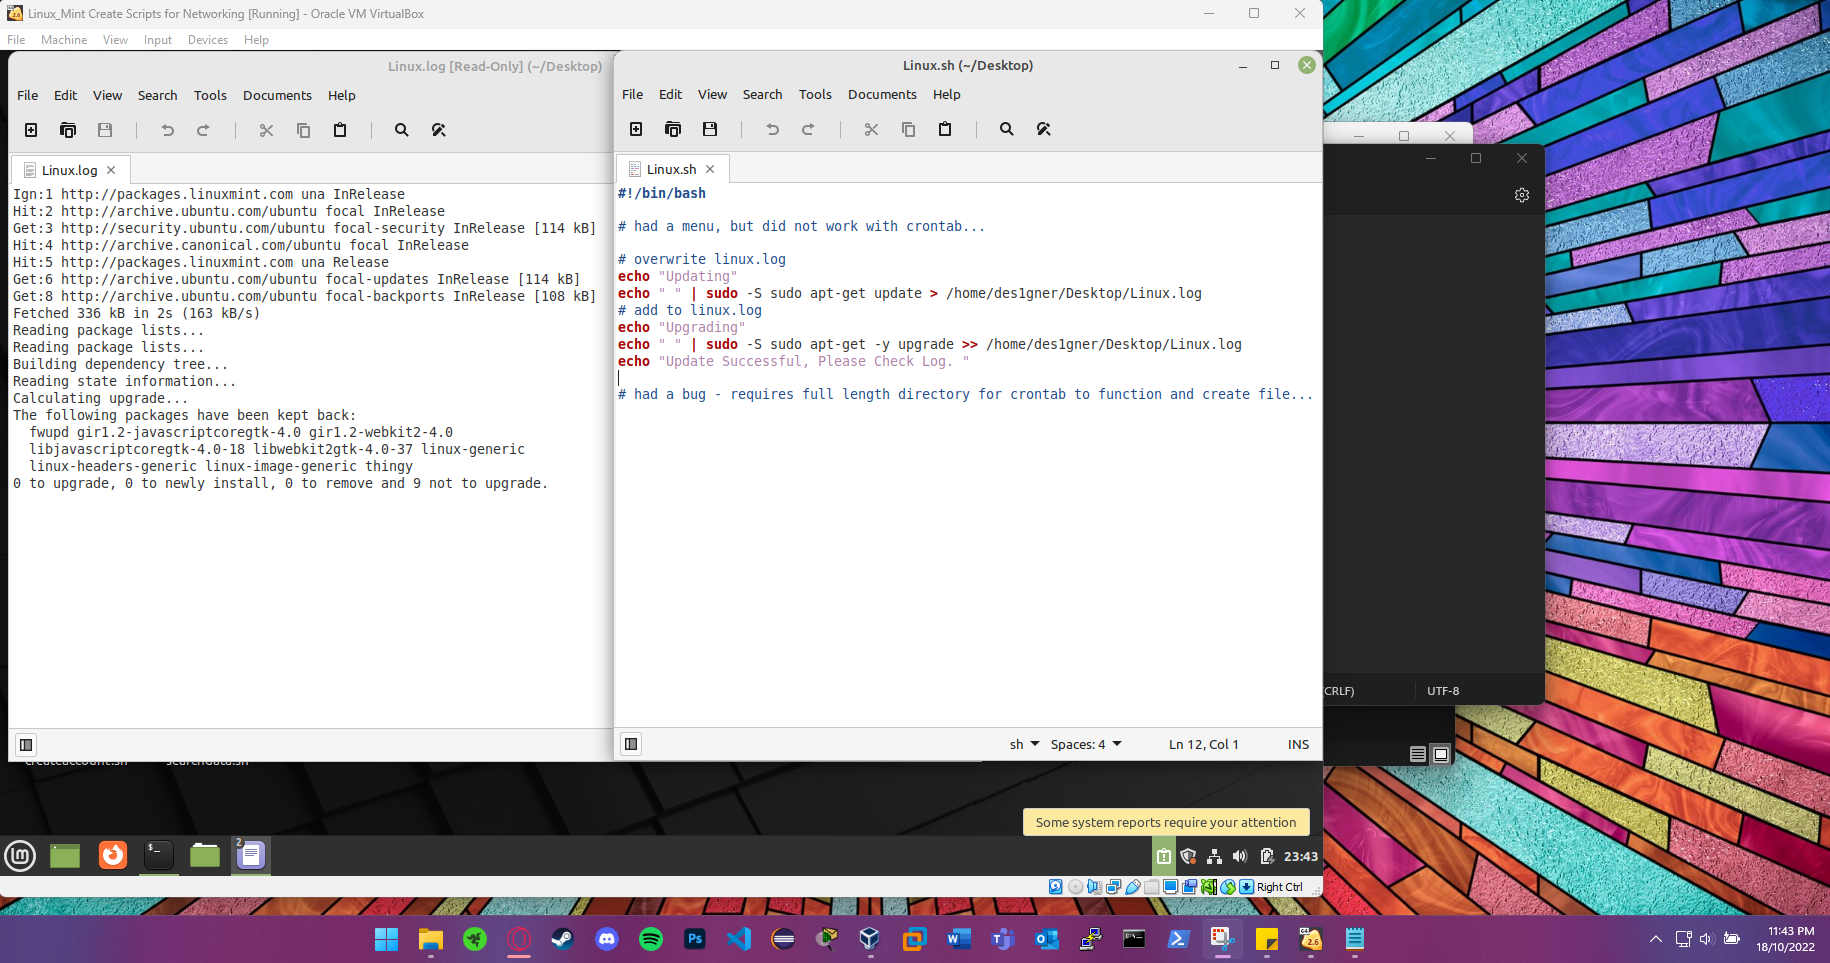 Linux_Mint Create Scripts for Networking [Running] - Oracle VM VirtualBox
File Machine View Input Devices Help
Linux.log [Read-Only] (~/Desktop)
File Edit View Search Tools Documents Help
Linux.log
Ign:1 http://packages.linuxmint.com una InRelease
Hit:2 http://archive.ubuntu.com/ubuntu focal InRelease
Get:3 http://security.ubuntu.com/ubuntu focal-security InRelease [114 kB]
Hit:4 http://archive.canonical.com/ubuntu focal InRelease
Hit:5 http://packages.linuxmint.com una Release
Get:6 http://archive.ubuntu.com/ubuntu focal-updates InRelease [114 kB]
Get:8 http://archive.ubuntu.com/ubuntu focal-backports InRelease [108 kB]
Fetched 336 kB in 2s (163 kB/s)
Reading package lists...
Reading package lists...
Building dependency tree...
Reading state information...
Calculating upgrade...
The following packages have been kept back:
fwupd gir1.2-javascriptcoregtk-4.0 gir1.2-webkit2-4.0
libjavascriptcoregtk-4.0-18 libwebkit2gtk-4.0-37 linux-generic
linux-headers-generic linux-image-generic thingy
0 to upgrade, 0 to newly install, 0 to remove and 9 not to upgrade.
Linux.sh (~/Desktop)
File Edit View Search Tools Documents Help
Linux.sh
#!/bin/bash
# had a menu, but did not work with crontab...
# overwrite linux.log
echo "Updating"
echo " " | sudo -S sudo apt-get update > /home/des1gner/Desktop/Linux.log
# add to linux.log
echo "Upgrading"
echo " " | sudo -S sudo apt-get -y upgrade >> /home/des1gner/Desktop/Linux.log
echo "Update Successful, Please Check Log. "
# had a bug - requires full length directory for crontab to function and create file...
sh Spaces: 4 Ln 12, Col 1 INS
(CRLF) UTF-8
createaccount.sh searchdata.sh
Some system reports require your attention
lm
$_
2
23:43
Right Ctrl
Ps
W
2.6
11:43 PM
18/10/2022